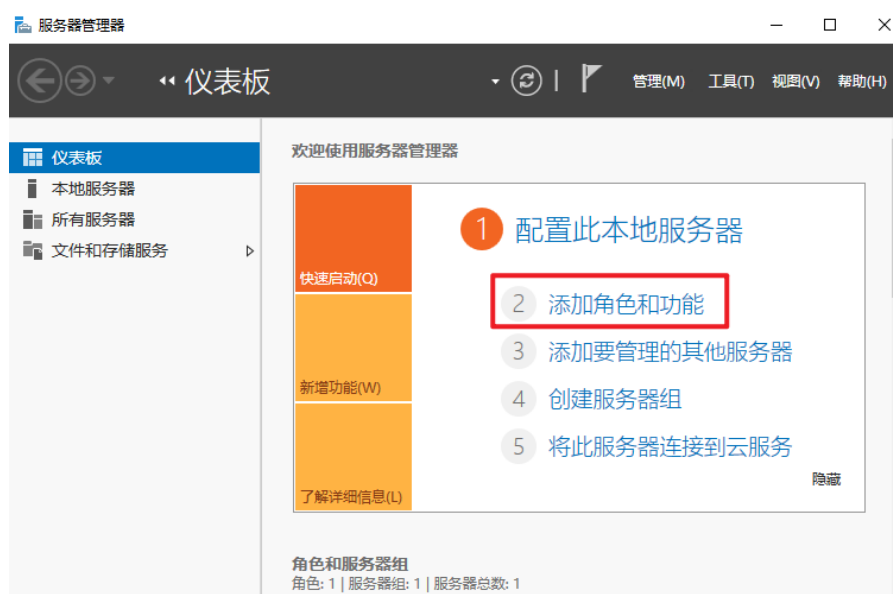 服务器管理器
仪表板
管理(M) 工具(T) 视图(V) 帮助(H)
仪表板
本地服务器
所有服务器
文件和存储服务
欢迎使用服务器管理器
快速启动(Q)
新增功能(W)
了解详细信息(L)
1 配置此本地服务器
2 添加角色和功能
3 添加要管理的其他服务器
4 创建服务器组
5 将此服务器连接到云服务
隐藏
角色和服务器组
角色: 1 | 服务器组: 1 | 服务器总数: 1